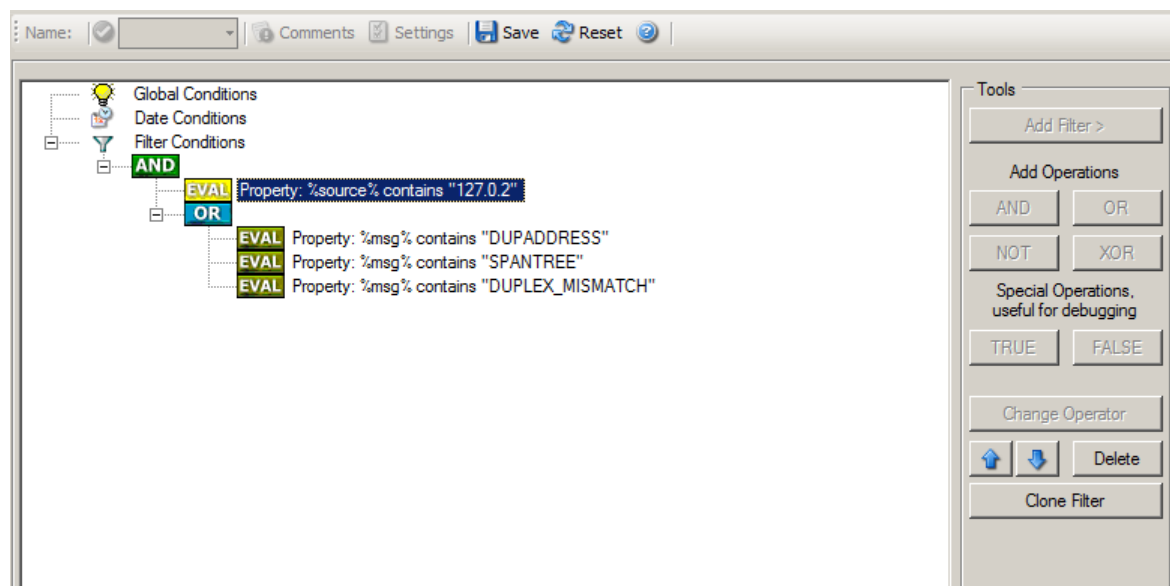 Name: Comments Settings Save Reset
Global Conditions
Date Conditions
Filter Conditions
AND
EVAL Property: %source% contains "127.0.2"
OR
EVAL Property: %msg% contains "DUPADDRESS"
EVAL Property: %msg% contains "SPANTREE"
EVAL Property: %msg% contains "DUPLEX_MISMATCH"
Tools
Add Filter >
Add Operations
AND OR
NOT XOR
Special Operations,
useful for debugging
TRUE FALSE
Change Operator
Delete
Clone Filter